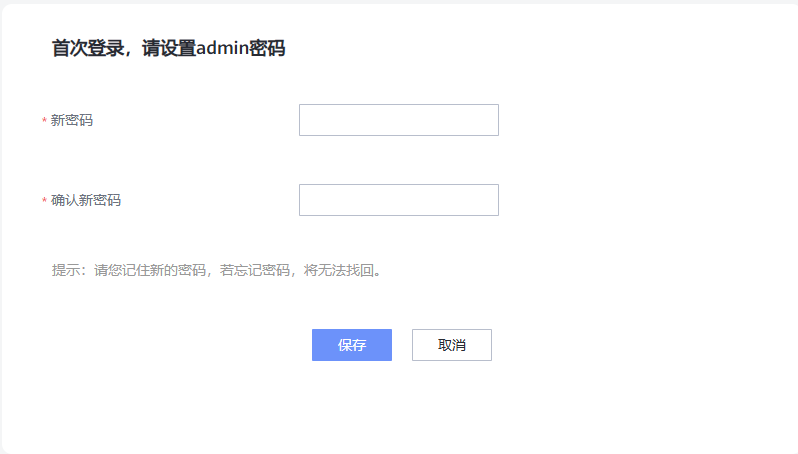 首次登录，请设置admin密码
* 新密码
* 确认新密码
提示：请您记住新的密码，若忘记密码，将无法找回。
保存 取消